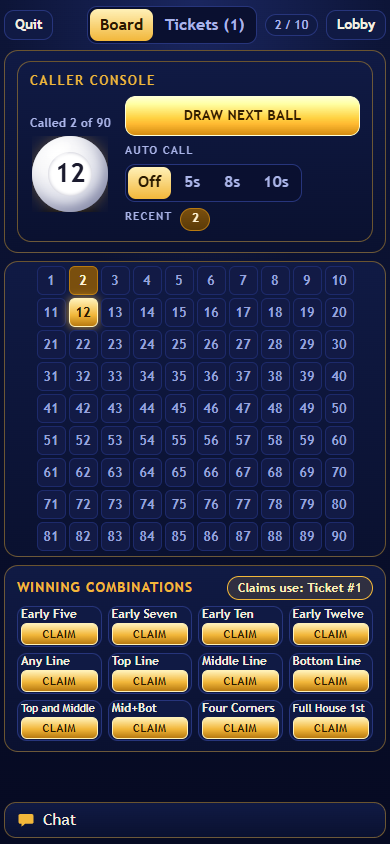 Quit Board Tickets (1) 2 / 10 Lobby
CALLER CONSOLE
Called 2 of 90
12
DRAW NEXT BALL
AUTO CALL
Off 5s 8s 10s
RECENT 2
1 2 3 4 5 6 7 8 9 10
11 12 13 14 15 16 17 18 19 20
21 22 23 24 25 26 27 28 29 30
31 32 33 34 35 36 37 38 39 40
41 42 43 44 45 46 47 48 49 50
51 52 53 54 55 56 57 58 59 60
61 62 63 64 65 66 67 68 69 70
71 72 73 74 75 76 77 78 79 80
81 82 83 84 85 86 87 88 89 90
WINNING COMBINATIONS Claims use: Ticket #1
Early Five Early Seven Early Ten Early Twelve
CLAIM CLAIM CLAIM CLAIM
Any Line Top Line Middle Line Bottom Line
CLAIM CLAIM CLAIM CLAIM
Top and Middle Mid+Bot Four Corners Full House 1st
CLAIM CLAIM CLAIM CLAIM
Chat